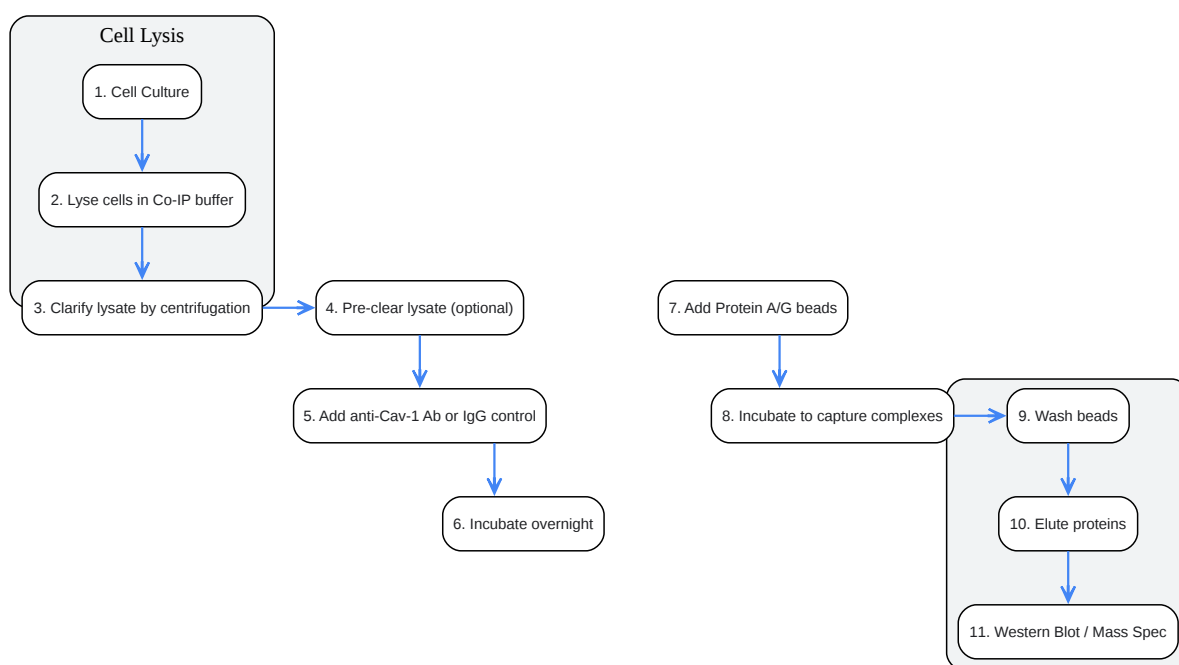 Cell Lysis
1. Cell Culture
2. Lyse cells in Co-IP buffer
3. Clarify lysate by centrifugation
4. Pre-clear lysate (optional)
5. Add anti-Cav-1 Ab or IgG control
6. Incubate overnight
7. Add Protein A/G beads
8. Incubate to capture complexes
9. Wash beads
10. Elute proteins
11. Western Blot / Mass Spec